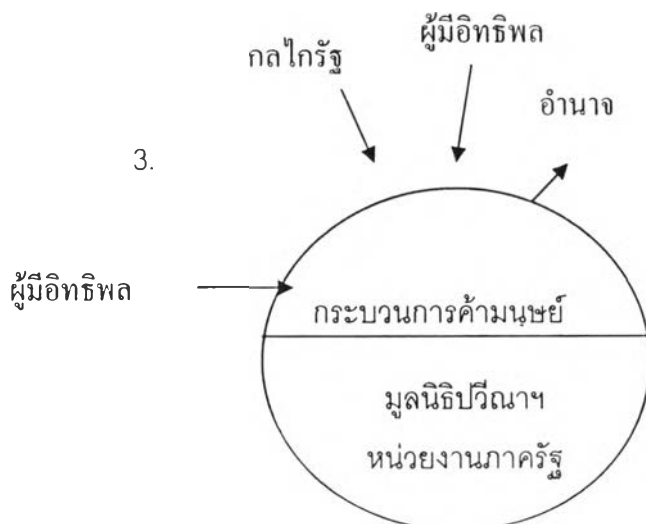 ผู้มีอิทธิพล
กลไกรัฐ
อำนาจ
3.
ผู้มีอิทธิพล
กระบวนการค้ามนุษย์
มูลนิธิปวีณาฯ
หน่วยงานภาครัฐ